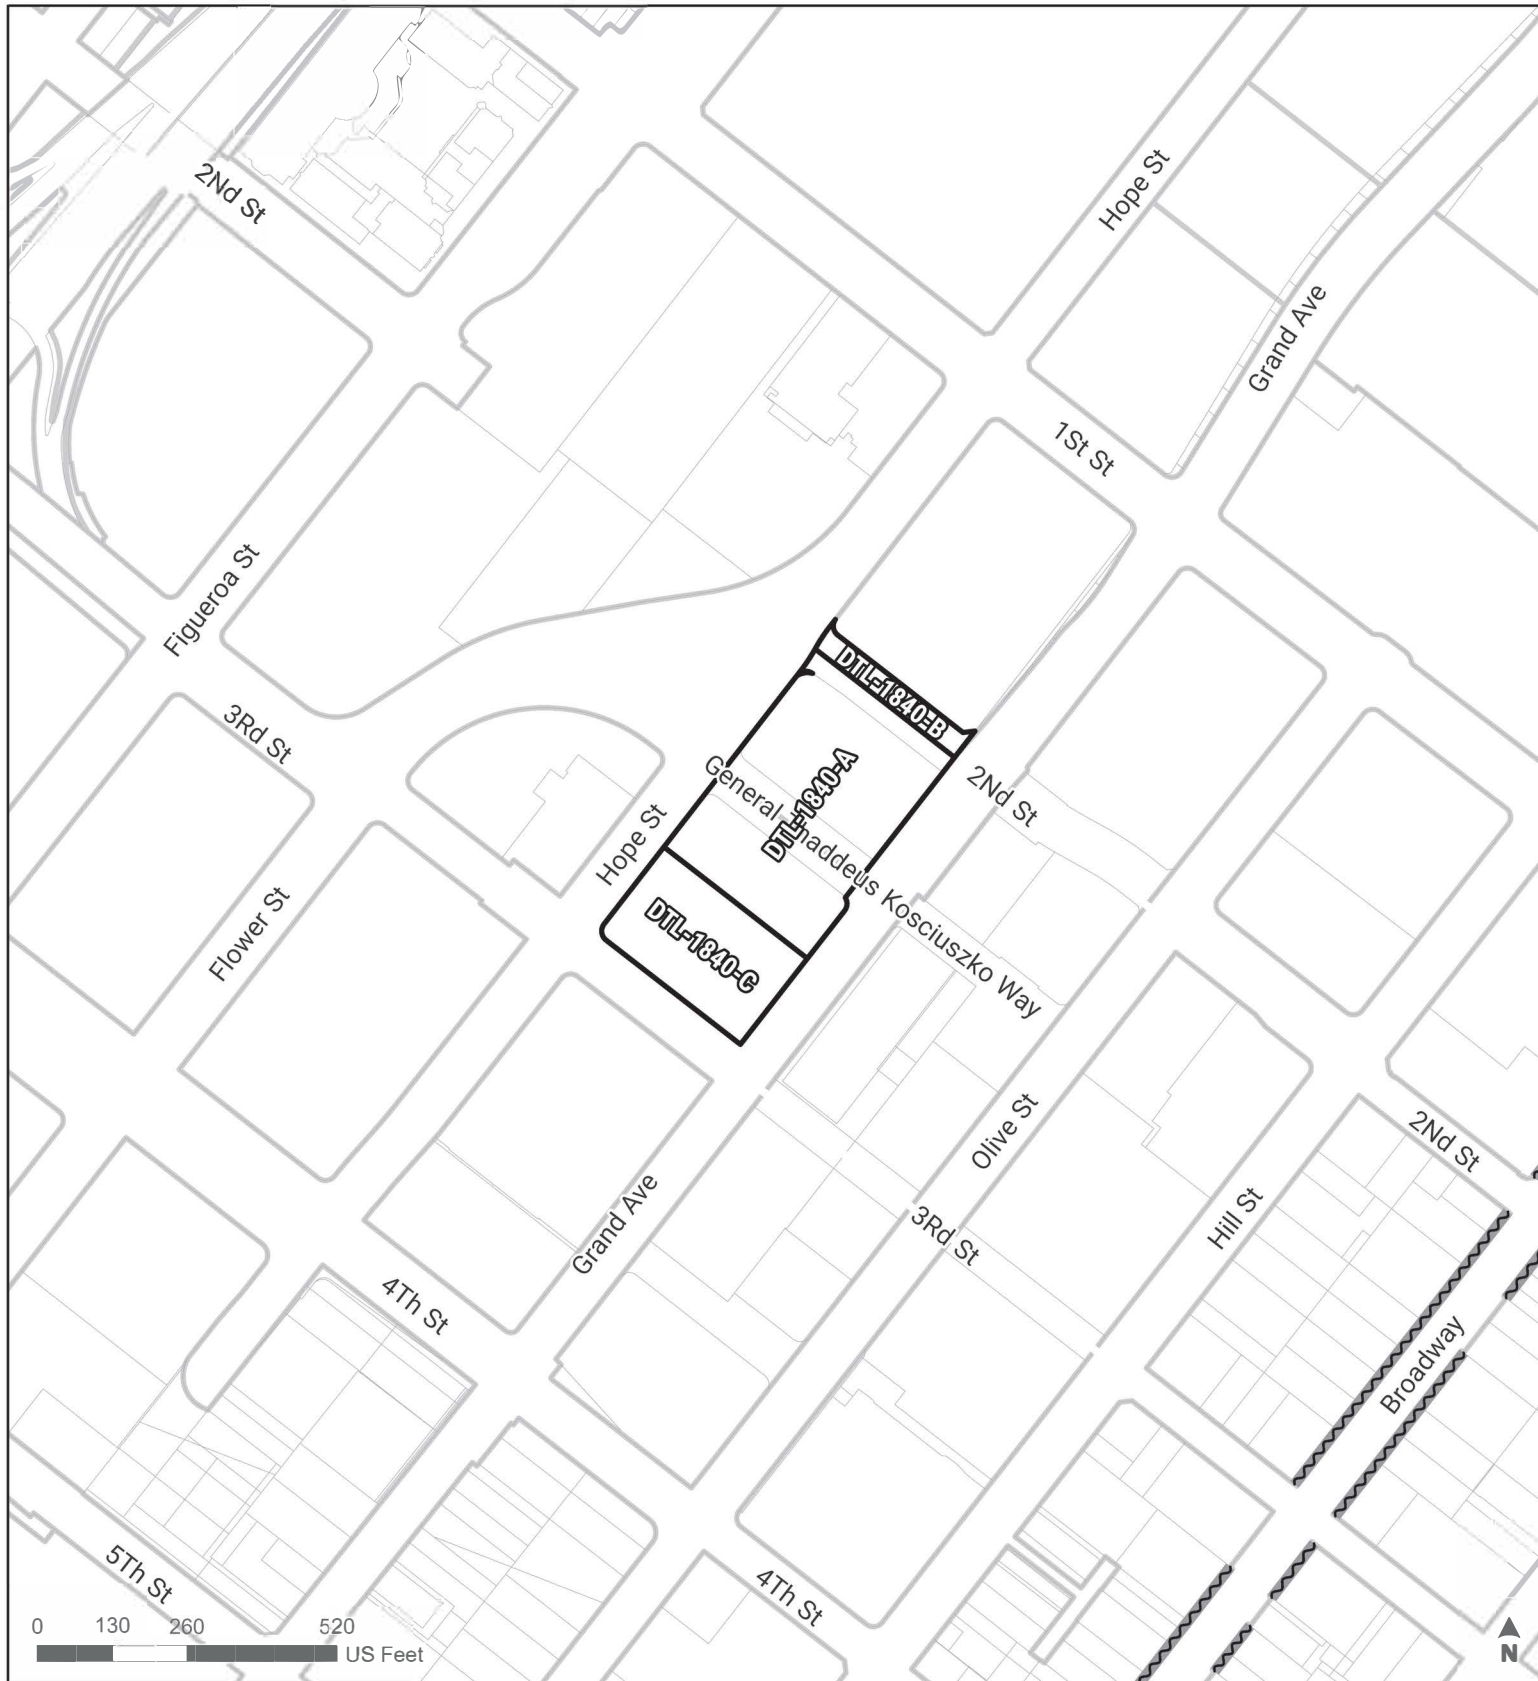 2Nd St
Hope St
Grand Ave
1St St
Figueroa St
3Rd St
DTL-1840-B
DTL-1840-A
General Thaddeus Kosciuszko Way
2Nd St
Hope St
DTL-1840-C
Flower St
Olive St
2Nd St
Grand Ave
3Rd St
Hill St
4Th St
Broadway
5Th St
4Th St
0 130 260 520
US Feet
N